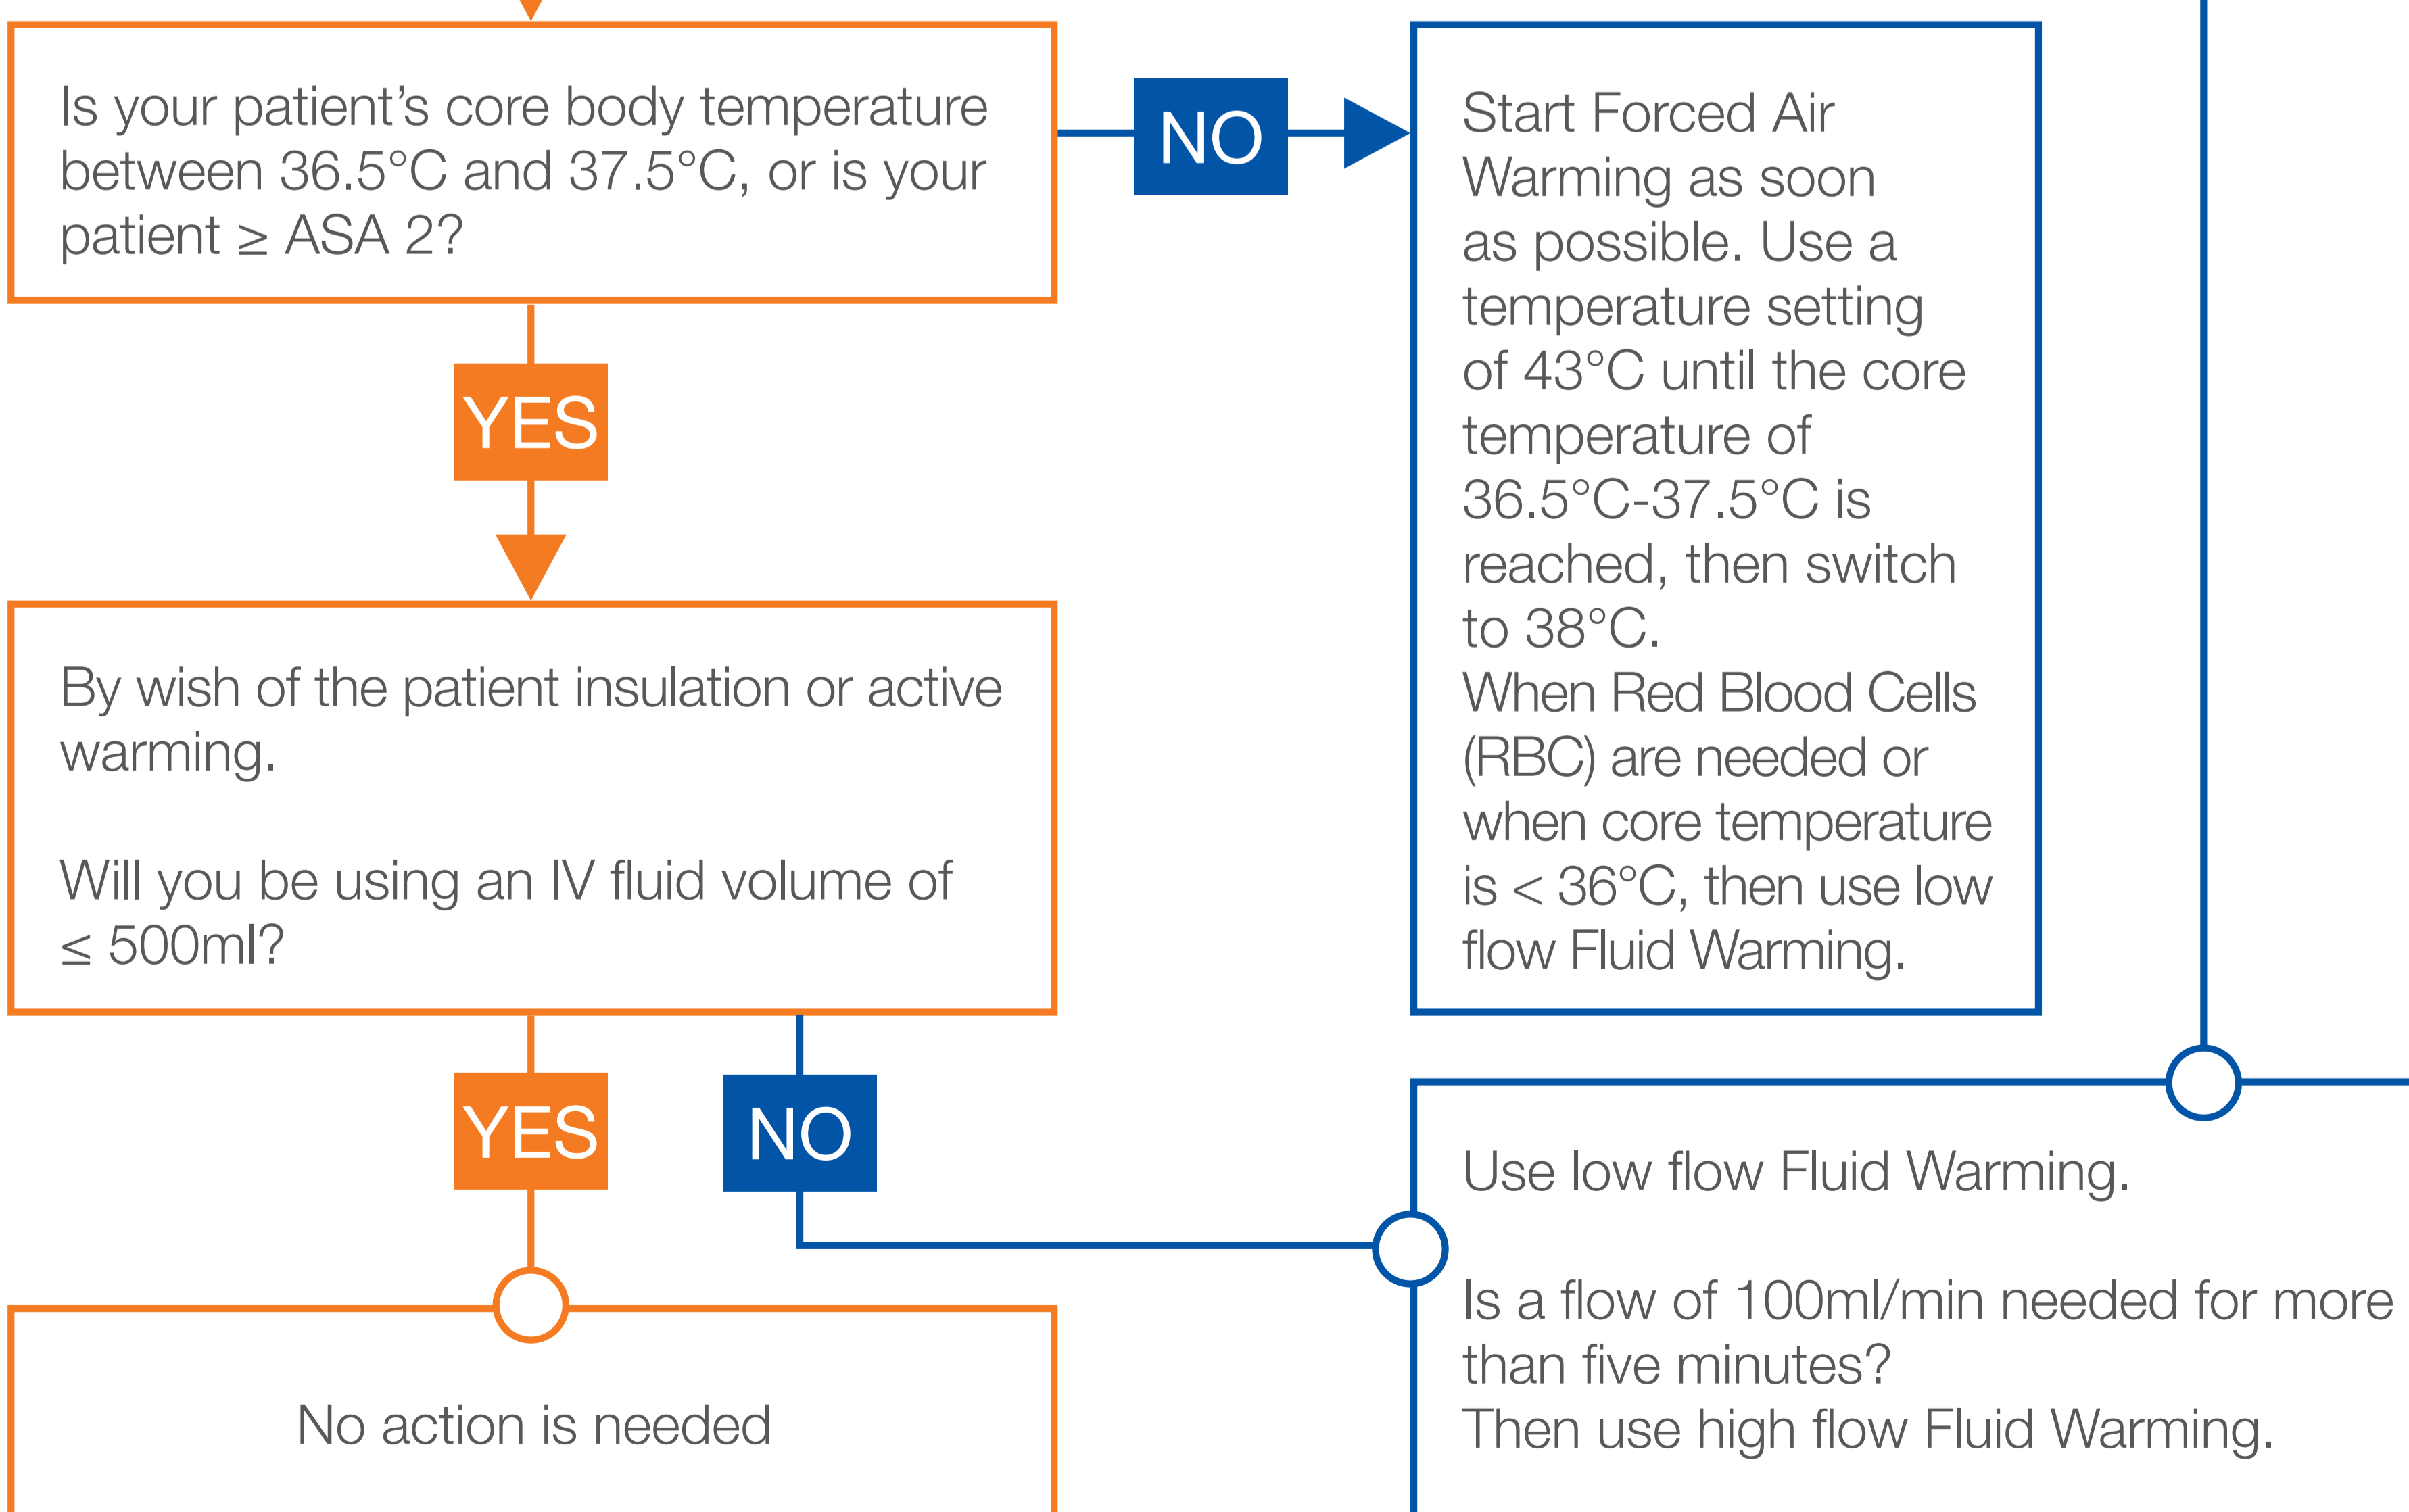 Is your patient’s core body temperature
between 36.5°C and 37.5°C, or is your
patient ≥ ASA 2?
NO
Start Forced Air
Warming as soon
as possible. Use a
temperature setting
of 43°C until the core
temperature of
36.5°C-37.5°C is
reached, then switch
to 38°C.
When Red Blood Cells
(RBC) are needed or
when core temperature
is < 36°C, then use low
flow Fluid Warming.
YES
By wish of the patient insulation or active
warming.
Will you be using an IV fluid volume of
≤ 500ml?
YES
NO
Use low flow Fluid Warming.
Is a flow of 100ml/min needed for more
than five minutes?
Then use high flow Fluid Warming.
No action is needed